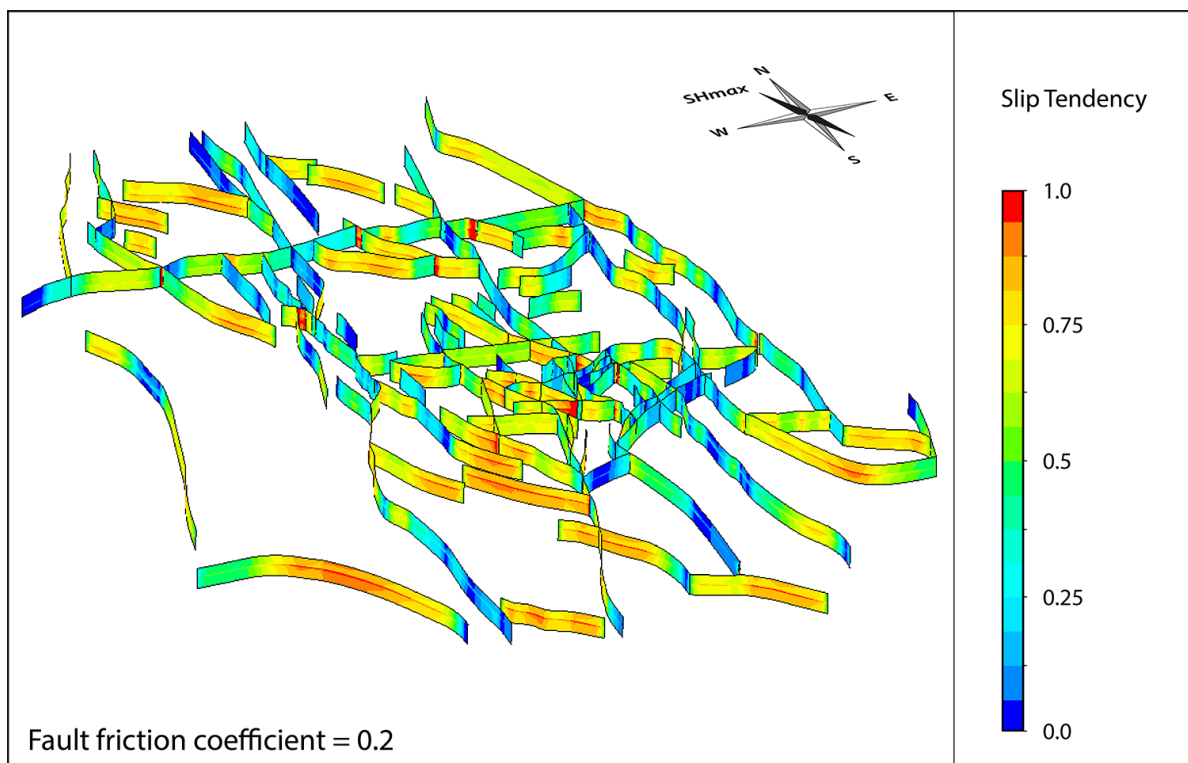 N
SHmax
E
W
S
Slip Tendency
1.0
0.75
0.5
0.25
0.0
Fault friction coefficient = 0.2